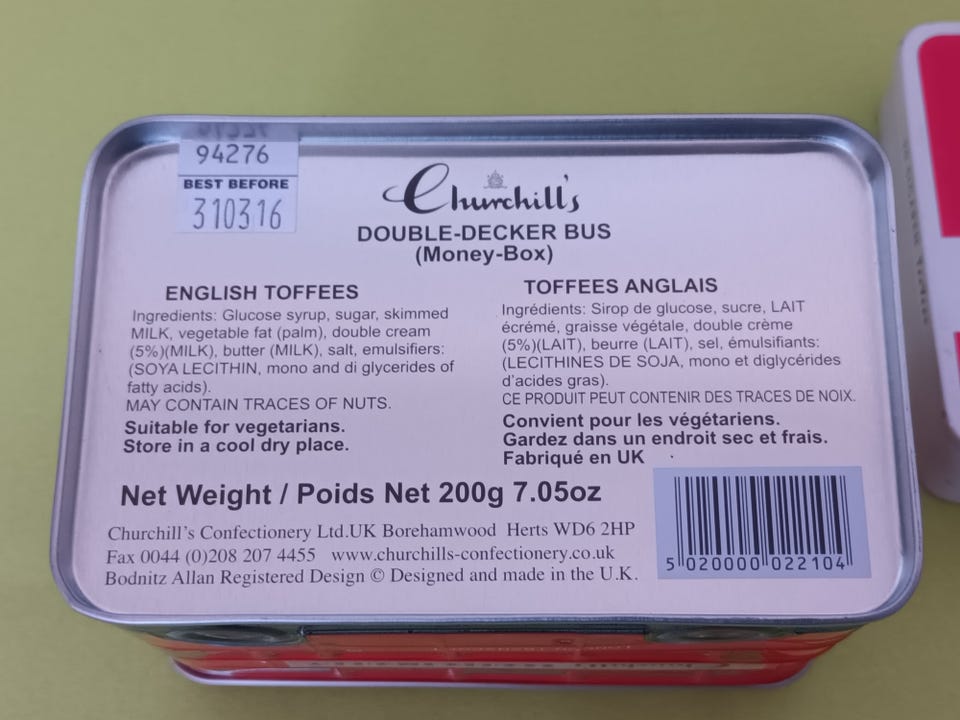 94276
BEST BEFORE
310316
Churchill's
DOUBLE-DECKER BUS
(Money-Box)
ENGLISH TOFFEES
Ingredients: Glucose syrup, sugar, skimmed
MILK, vegetable fat (palm), double cream
(5%)(MILK), butter (MILK), salt, emulsifiers:
(SOYA LECITHIN, mono and di glycerides of
fatty acids).
MAY CONTAIN TRACES OF NUTS.
Suitable for vegetarians.
Store in a cool dry place.
TOFFEES ANGLAIS
Ingrédients: Sirop de glucose, sucre, LAIT
écrémé, graisse végétale, double crème
(5%)(LAIT), beurre (LAIT), sel, émulsifiants:
(LECITHINES DE SOJA, mono et diglycérides
d'acides gras).
CE PRODUIT PEUT CONTENIR DES TRACES DE NOIX.
Convient pour les végétariens.
Gardez dans un endroit sec et frais.
Fabriqué en UK
Net Weight / Poids Net 200g 7.05oz
Churchill's Confectionery Ltd.UK Borehamwood Herts WD6 2HP
Fax 0044 (0)208 207 4455 www.churchills-confectionery.co.uk
Bodnitz Allan Registered Design © Designed and made in the U.K.
5 020000 022104